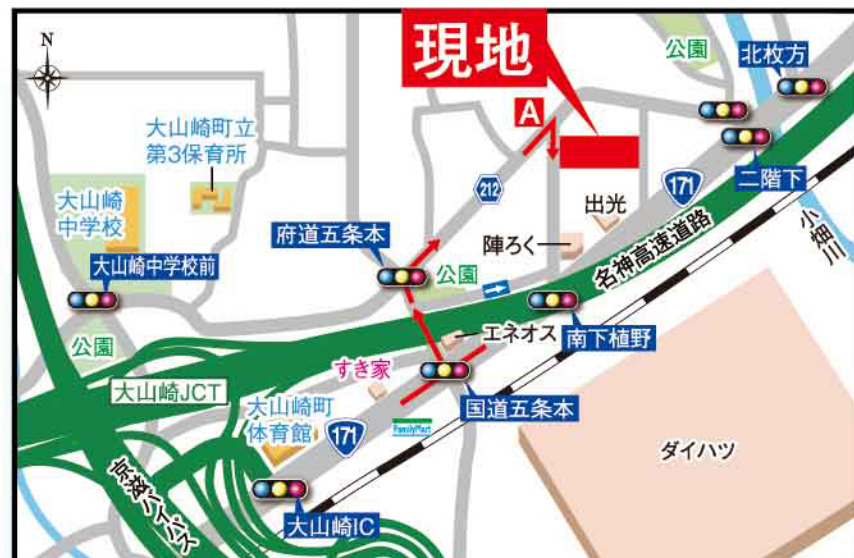 N
現地
公園
北枚方
A
大山崎町立
第3保育所
171
二階下
212
出光
大山崎
中学校
府道五条本
陣ろく
名神高速道路
小畑川
大山崎中学校前
公園
エネオス
南下植野
公園
すき家
大山崎JCT
国道五条本
大山崎町
体育館
171
FamilyMart
ダイハツ
京滋バイパス
大山崎IC